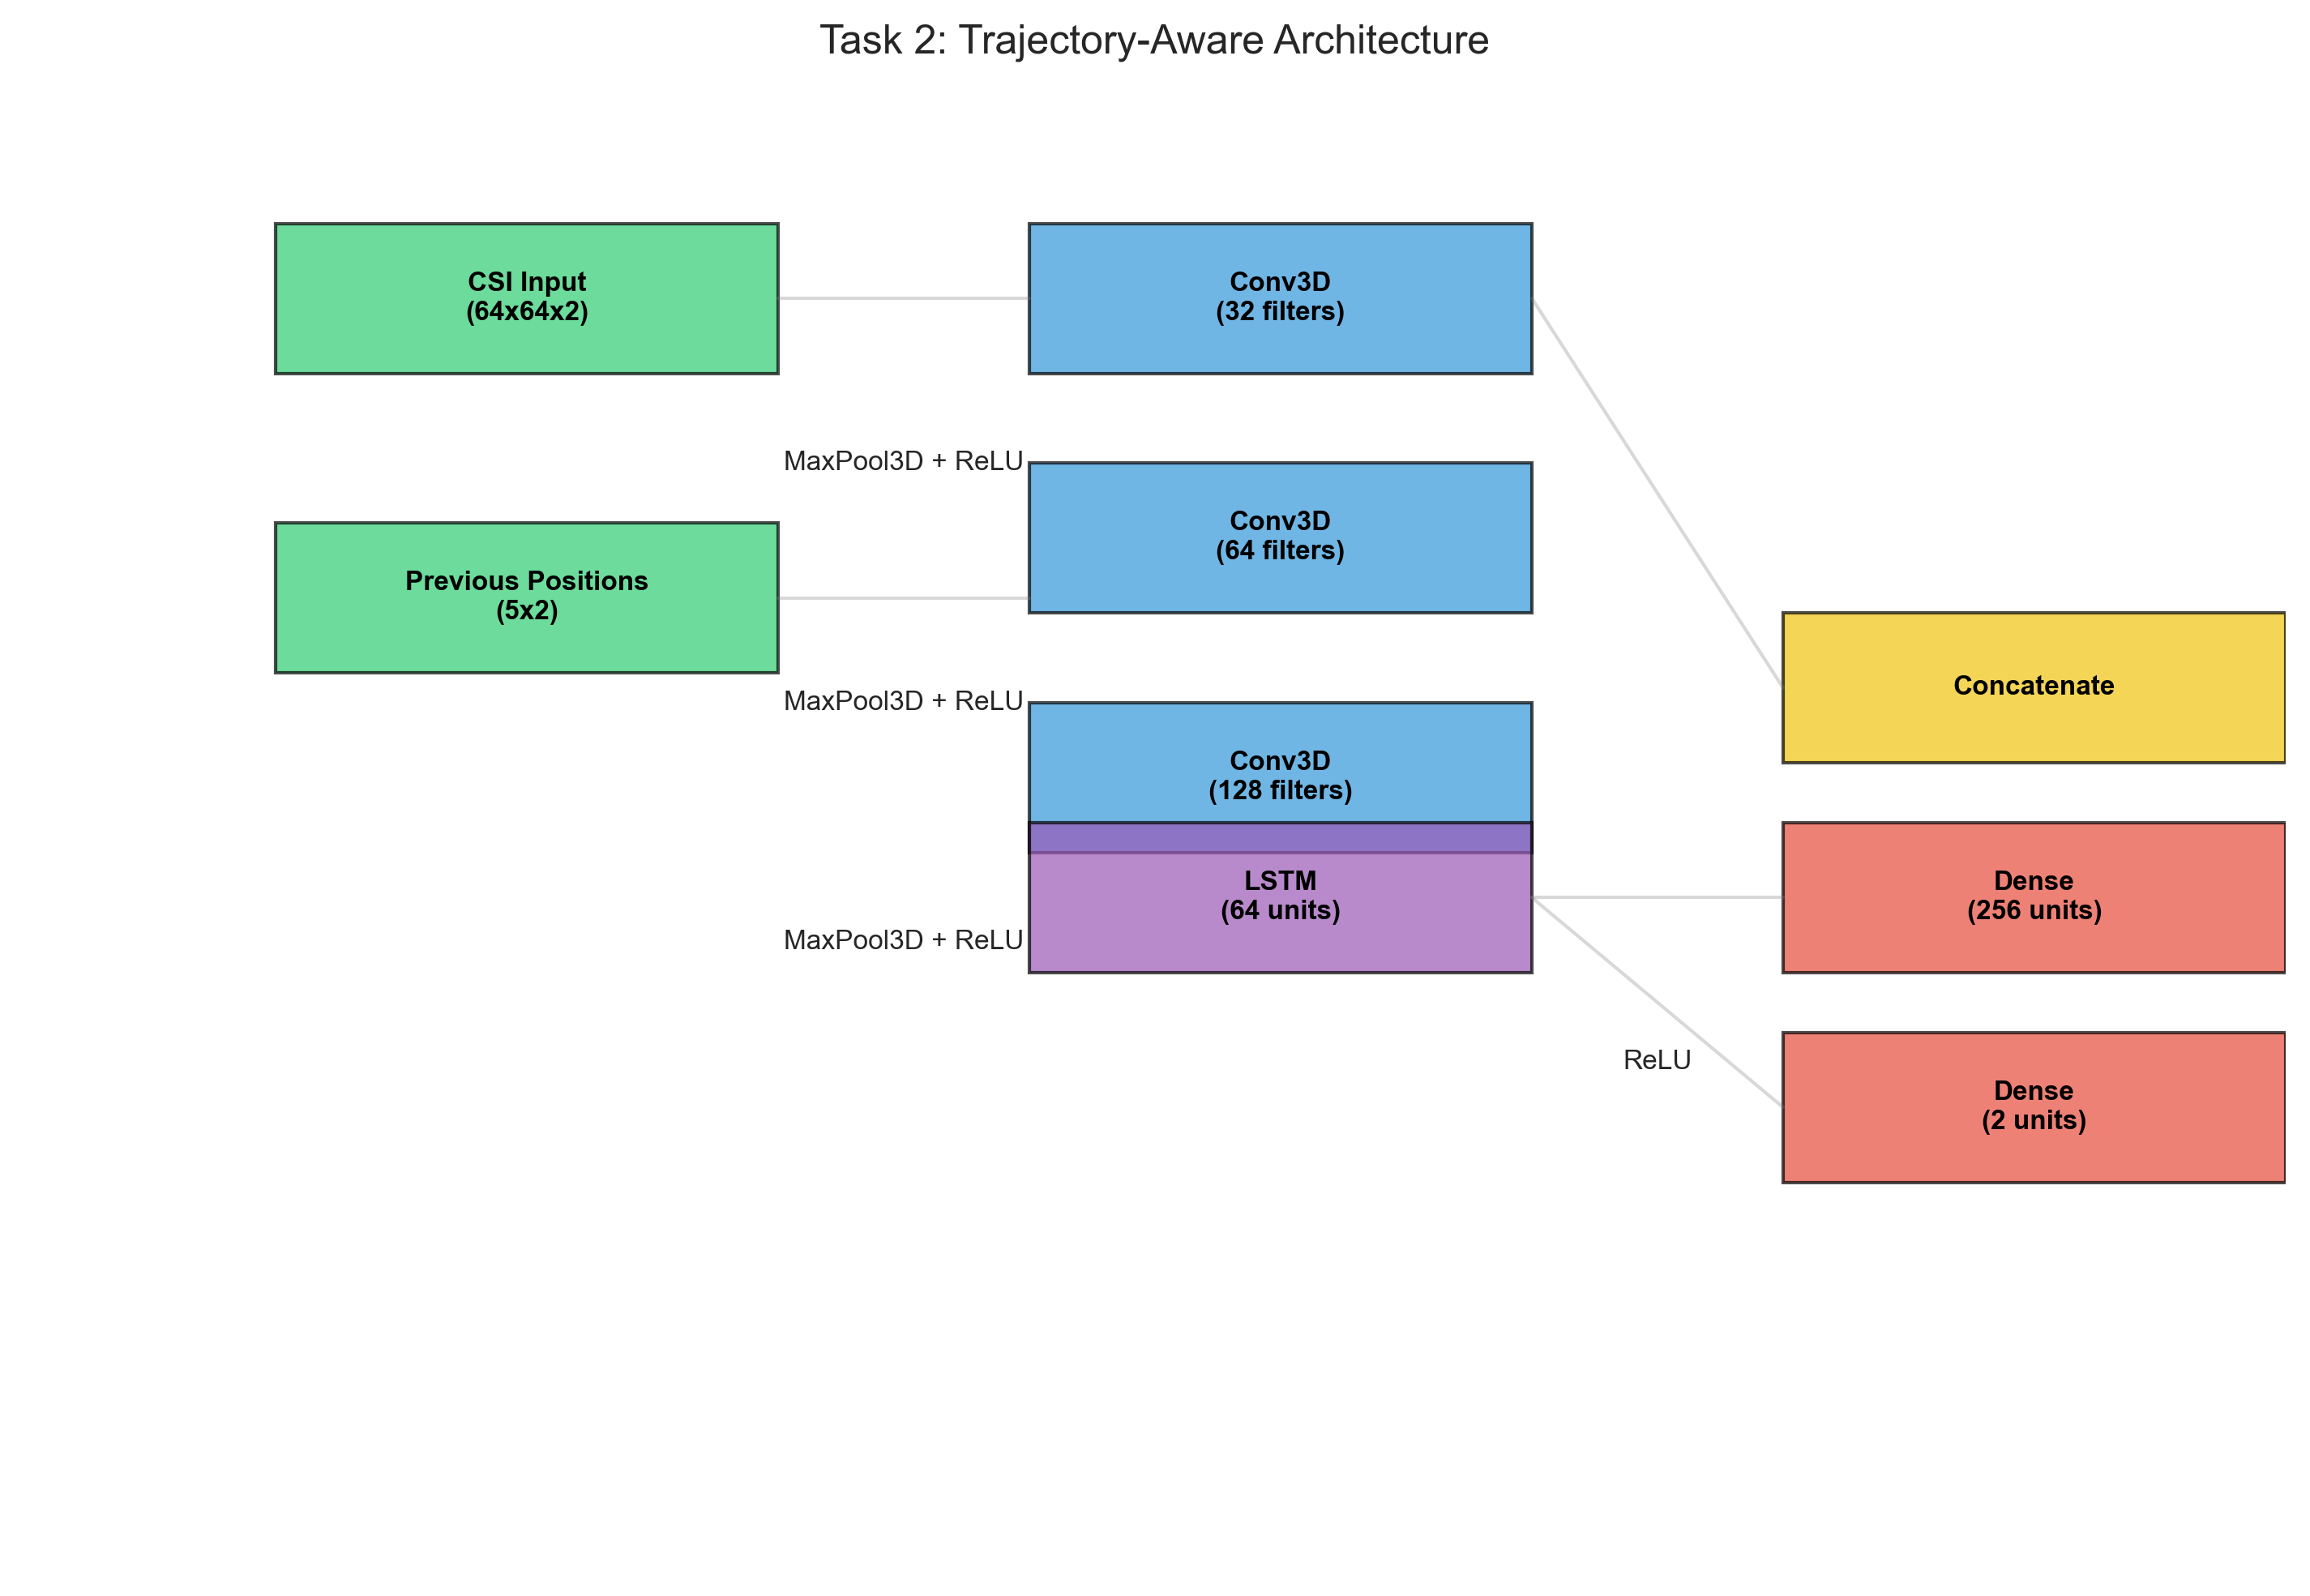 Task 2: Trajectory-Aware Architecture
CSI Input
(64x64x2)
Conv3D
(32 filters)
MaxPool3D + ReLU
Conv3D
(64 filters)
Previous Positions
(5x2)
MaxPool3D + ReLU
Concatenate
Conv3D
(128 filters)
LSTM
(64 units)
Dense
(256 units)
MaxPool3D + ReLU
ReLU
Dense
(2 units)